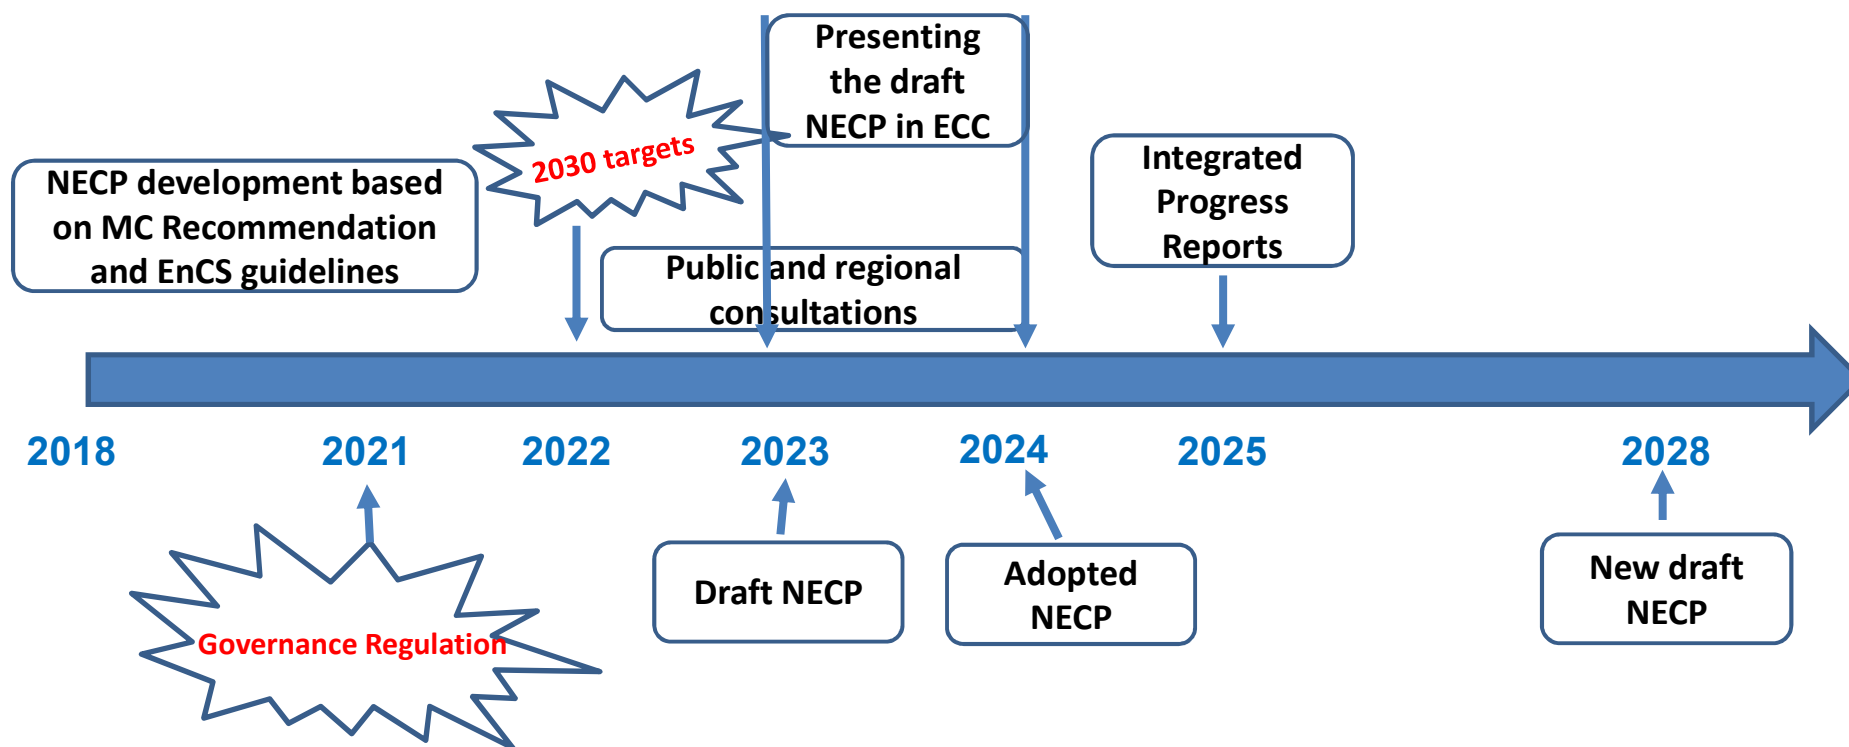 Presenting
the draft
NECP in ECC
2030 targets
Integrated
Progress
Reports
NECP development based
on MC Recommendation
and EnCS guidelines
Public and regional
consultations
2018
2021
2022
2023
2024
2025
2028
Governance Regulation
Draft NECP
Adopted
NECP
New draft
NECP